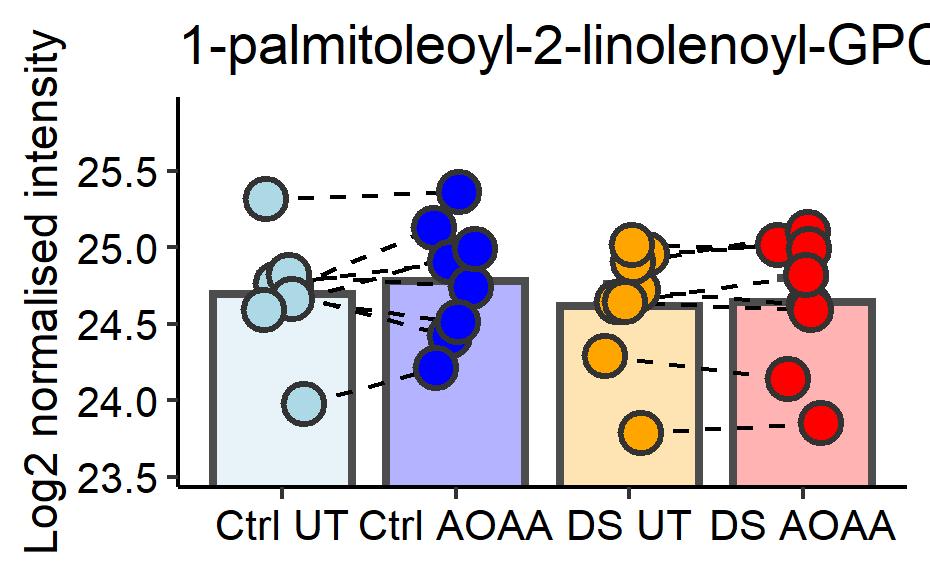 1-palmitoleoyl-2-linolenoyl-GPC
Log2 normalised intensity
25.5
25.0
24.5
24.0
23.5
Ctrl UT Ctrl AOAA DS UT DS AOAA